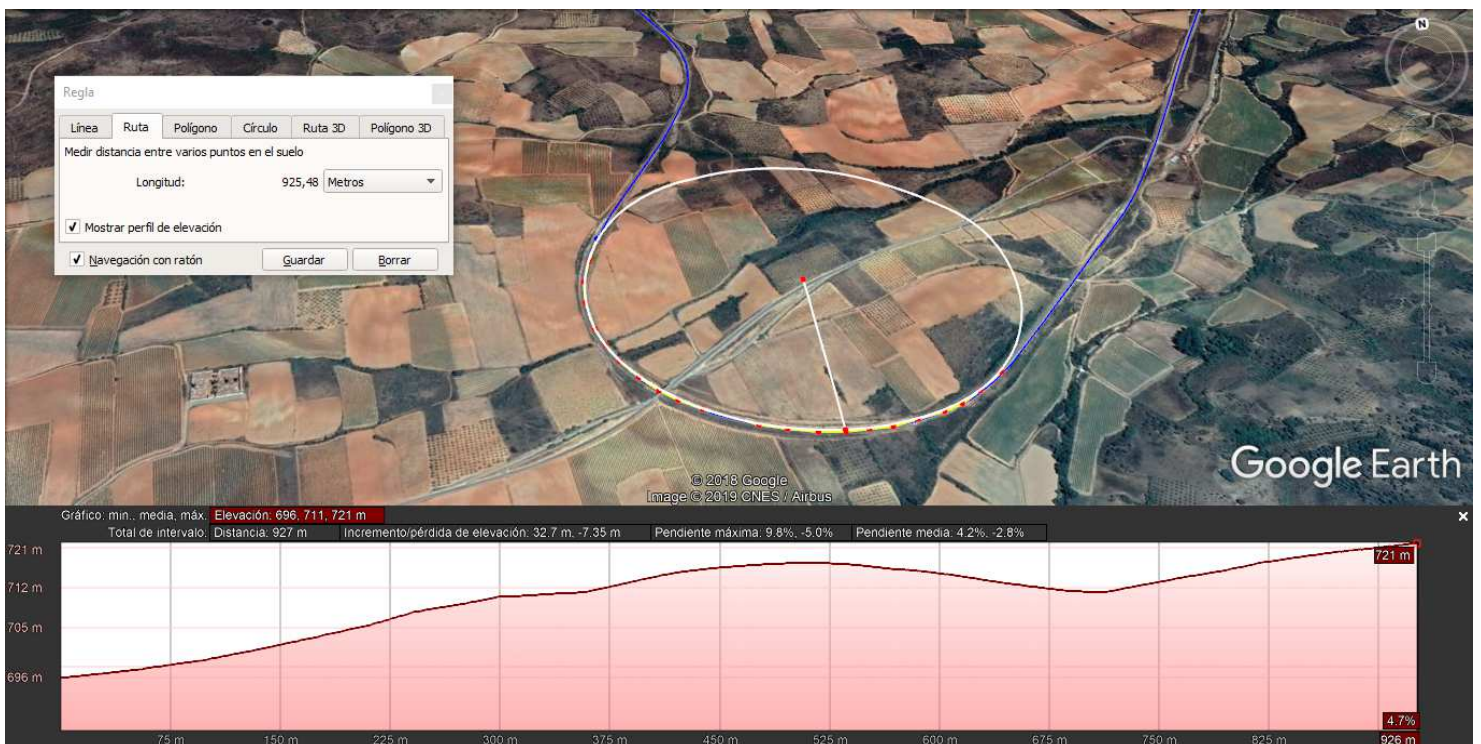 N
Regla
Línea Ruta Polígono Círculo Ruta 3D Polígono 3D
Medir distancia entre varios puntos en el suelo
Longitud: 925,48 Metros
Mostrar perfil de elevación
Navegación con ratón Guardar Borrar
Google Earth
© 2018 Google
Image © 2019 CNES / Airbus
Gráfico: min., media, máx. Elevación: 696, 711, 721 m
Total de intervalo: Distancia: 927 m Incremento/pérdida de elevación: 32.7 m, -7.35 m Pendiente máxima: 9.8%, -5.0% Pendiente media: 4.2%, -2.8%
721 m
721 m
712 m
705 m
696 m
4.7%
75 m 150 m 225 m 300 m 375 m 450 m 525 m 600 m 675 m 750 m 825 m 926 m